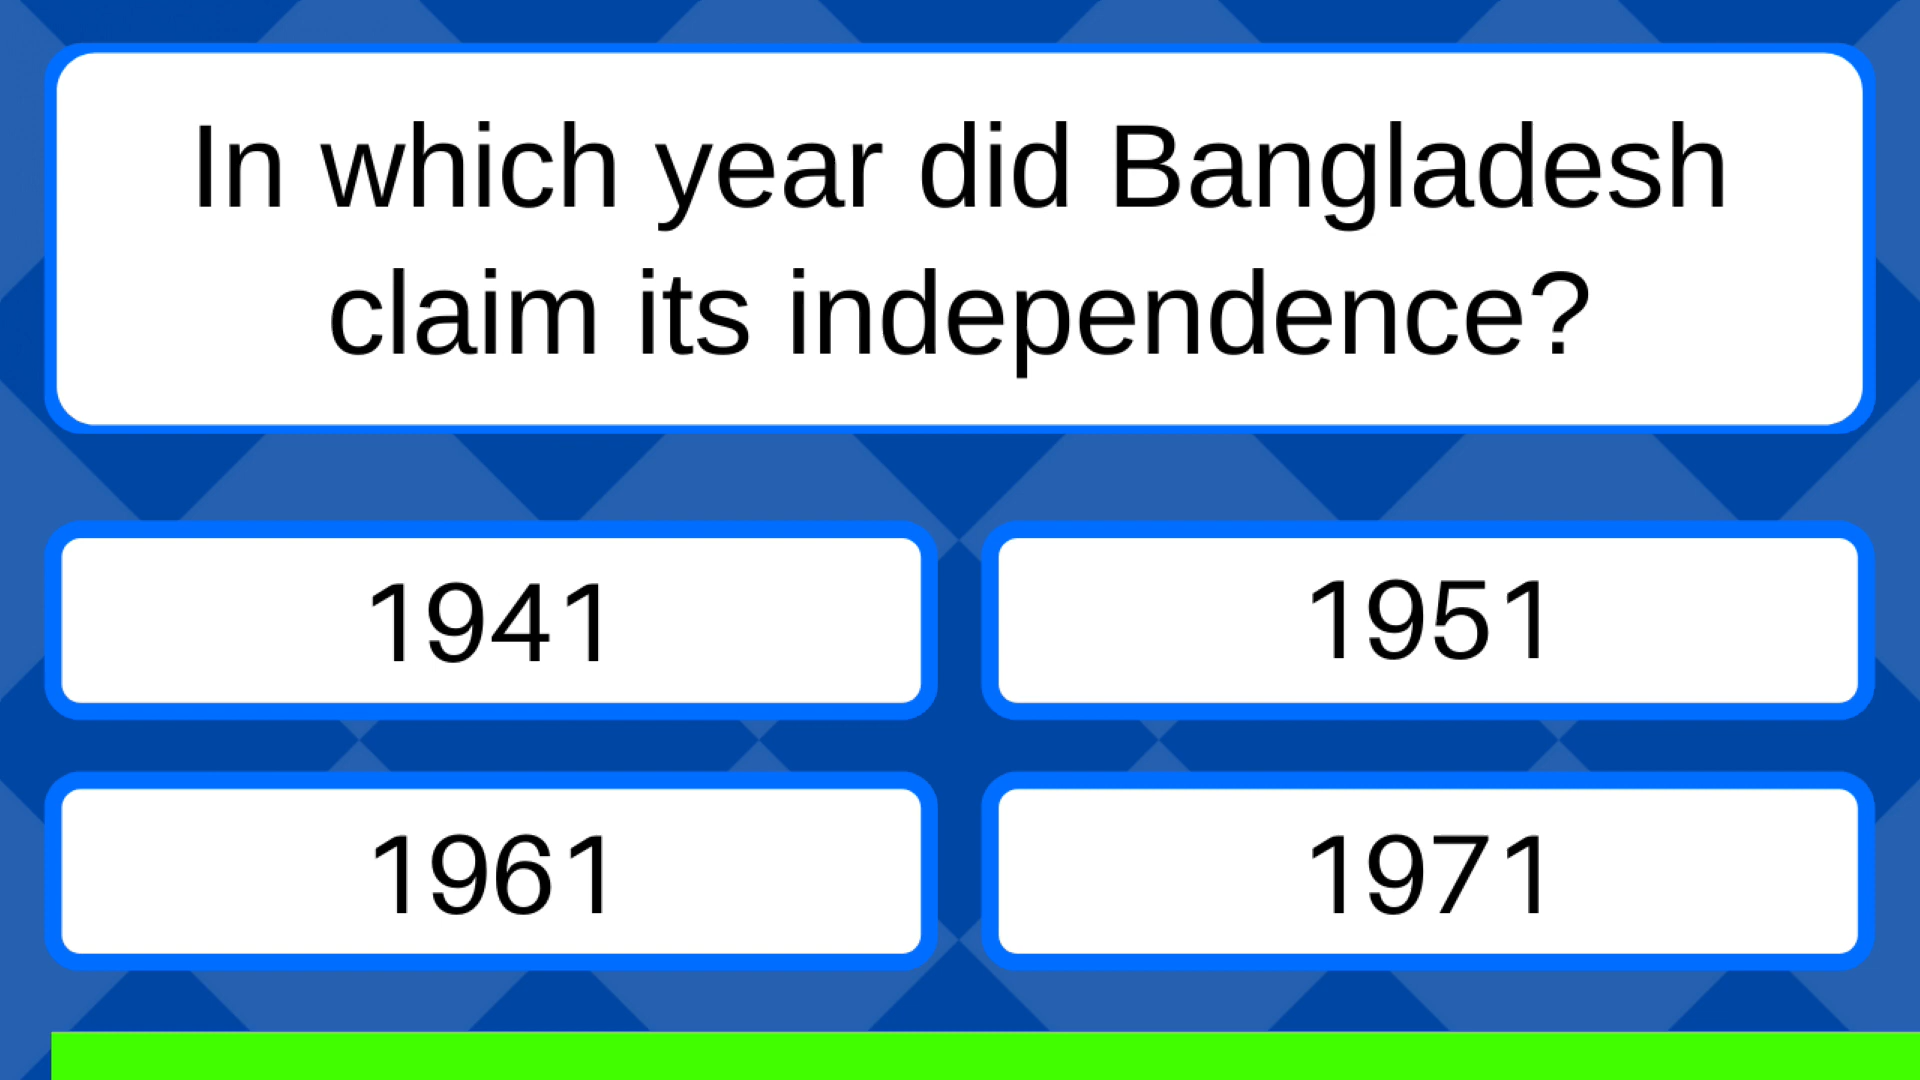 In which year did Bangladesh
claim its independence?
1941
1951
1961
1971